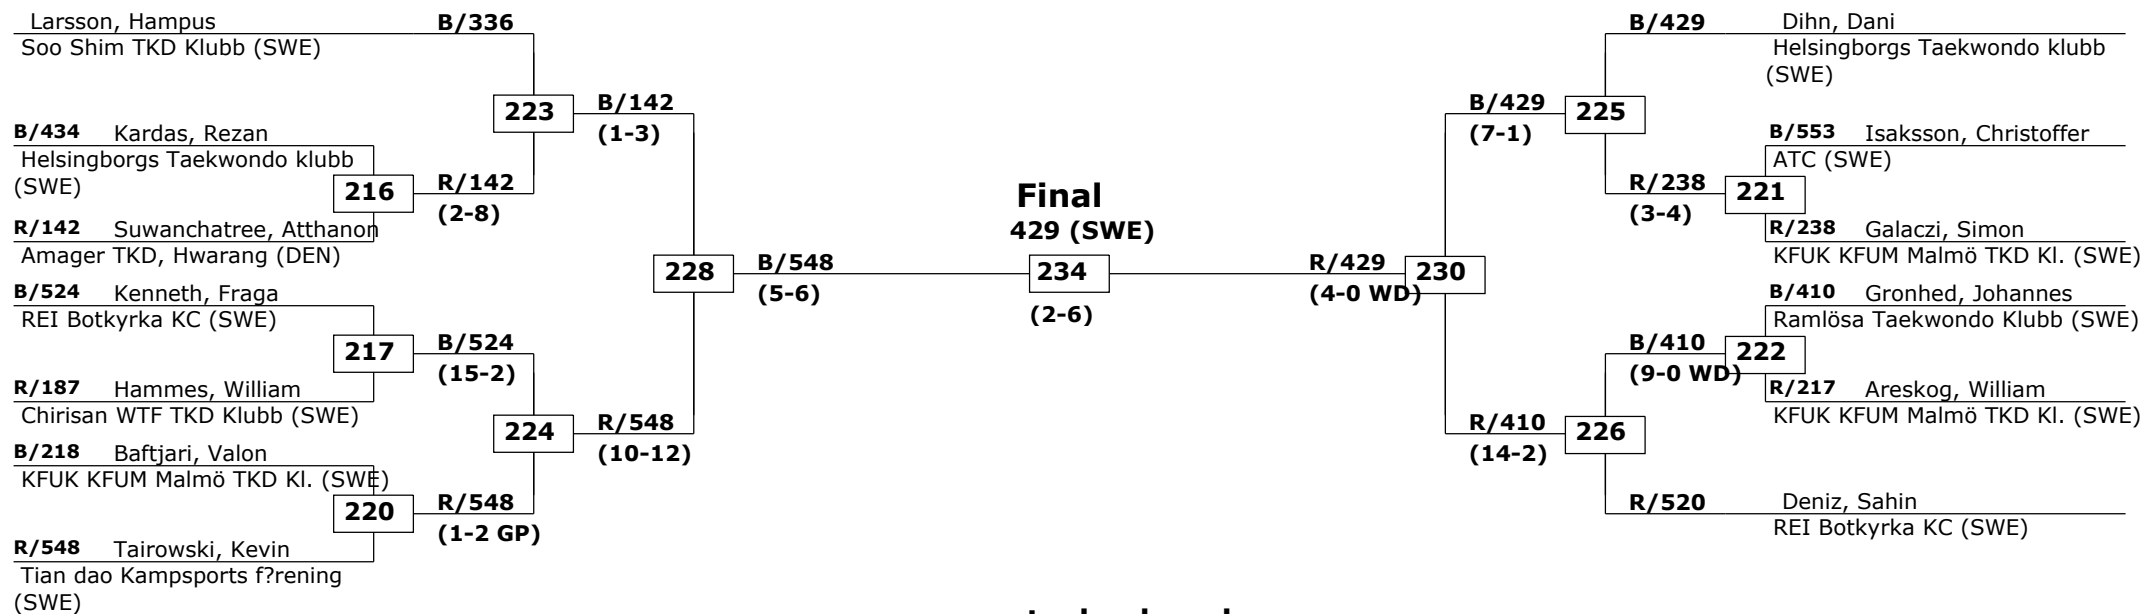 Larsson, Hampus
B/336
Soo Shim TKD Klubb (SWE)
223
B/142
(1-3)
B/434 Kardas, Rezan
Helsingborgs Taekwondo klubb
(SWE)
216
R/142
(2-8)
R/142 Suwanchatree, Atthanon
Amager TKD, Hwarang (DEN)
228
B/548
(5-6)
B/524 Kenneth, Fraga
REI Botkyrka KC (SWE)
217
B/524
(15-2)
R/187 Hammes, William
Chirisan WTF TKD Klubb (SWE)
224
R/548
(10-12)
B/218 Baftjari, Valon
KFUK KFUM Malmö TKD Kl. (SWE)
220
R/548
(1-2 GP)
R/548 Tairowski, Kevin
Tian dao Kampsports f?rening
(SWE)
Final
429 (SWE)
234
(2-6)
B/429 Dihn, Dani
Helsingborgs Taekwondo klubb
(SWE)
B/429
(7-1)
225
B/553 Isaksson, Christoffer
ATC (SWE)
R/238
(3-4)
221
R/238 Galaczi, Simon
KFUK KFUM Malmö TKD Kl. (SWE)
R/429
(4-0 WD)
230
B/410 Gronhed, Johannes
Ramlösa Taekwondo Klubb (SWE)
B/410
(9-0 WD)
222
R/217 Areskog, William
KFUK KFUM Malmö TKD Kl. (SWE)
R/410
(14-2)
226
R/520 Deniz, Sahin
REI Botkyrka KC (SWE)